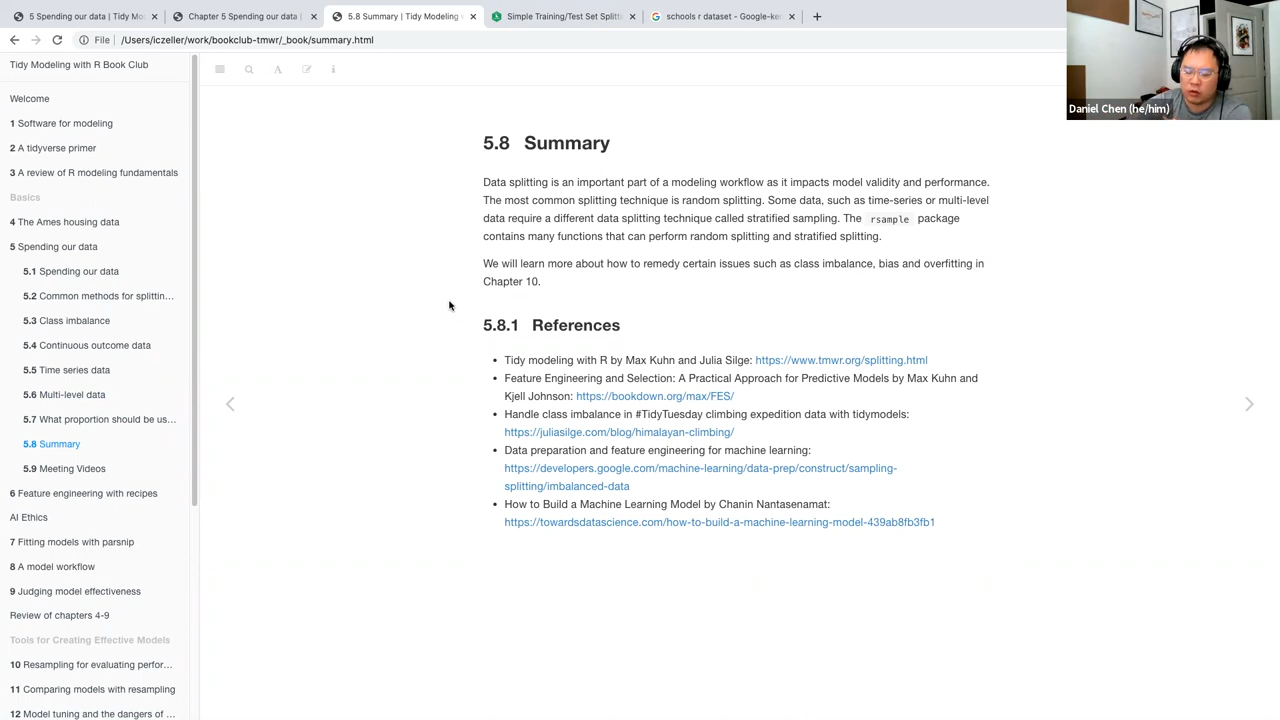 5 Spending our data | Tidy Mo
Chapter 5 Spending our data |
5.8 Summary | Tidy Modeling w
Simple Training/Test Set Splitti
schools r dataset - Google-ke
File
/Users/iczeller/work/bookclub-tmwr/_book/summary.html
Daniel Chen (he/him)
Tidy Modeling with R Book Club
Welcome
1 Software for modeling
2 A tidyverse primer
3 A review of R modeling fundamentals
Basics
4 The Ames housing data
5 Spending our data
5.1 Spending our data
5.2 Common methods for splittin…
5.3 Class imbalance
5.4 Continuous outcome data
5.5 Time series data
5.6 Multi-level data
5.7 What proportion should be us…
5.8 Summary
5.9 Meeting Videos
6 Feature engineering with recipes
AI Ethics
7 Fitting models with parsnip
8 A model workflow
9 Judging model effectiveness
Review of chapters 4-9
Tools for Creating Effective Models
10 Resampling for evaluating perfor…
11 Comparing models with resampling
12 Model tuning and the dangers of …
5.8 Summary
Data splitting is an important part of a modeling workflow as it impacts model validity and performance.
The most common splitting technique is random splitting. Some data, such as time-series or multi-level
data require a different data splitting technique called stratified sampling. The rsample package
contains many functions that can perform random splitting and stratified splitting.
We will learn more about how to remedy certain issues such as class imbalance, bias and overfitting in
Chapter 10.
5.8.1 References
• Tidy modeling with R by Max Kuhn and Julia Silge: https://www.tmwr.org/splitting.html
• Feature Engineering and Selection: A Practical Approach for Predictive Models by Max Kuhn and
Kjell Johnson: https://bookdown.org/max/FES/
• Handle class imbalance in #TidyTuesday climbing expedition data with tidymodels:
https://juliasilge.com/blog/himalayan-climbing/
• Data preparation and feature engineering for machine learning:
https://developers.google.com/machine-learning/data-prep/construct/sampling-
splitting/imbalanced-data
• How to Build a Machine Learning Model by Chanin Nantasenamat:
https://towardsdatascience.com/how-to-build-a-machine-learning-model-439ab8fb3fb1